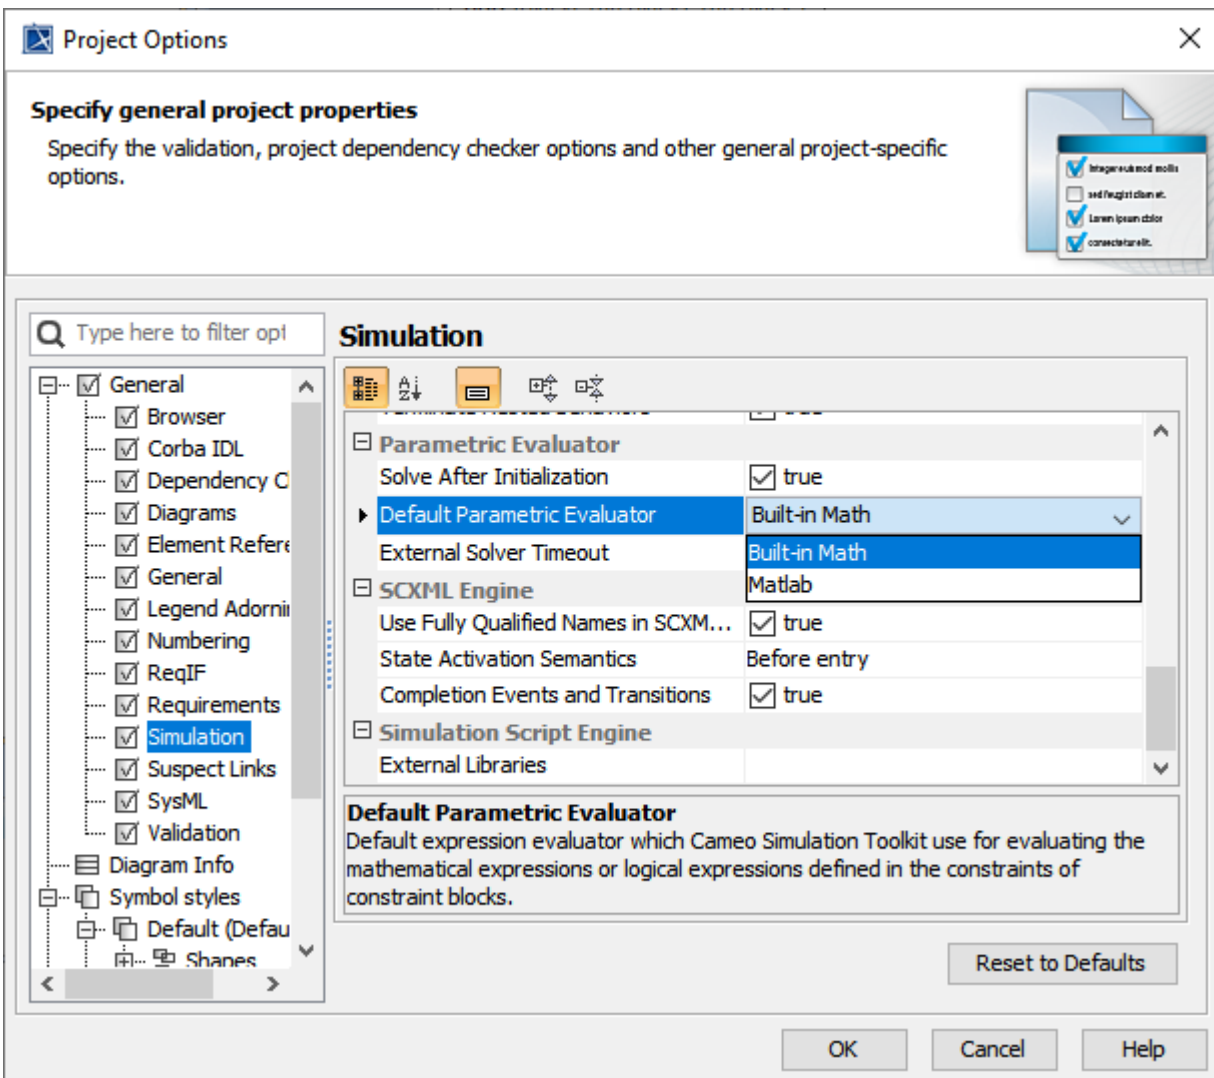 Project Options
Specify general project properties
Specify the validation, project dependency checker options and other general project-specific
options.
Type here to filter opt
General
Browser
Corba IDL
Dependency C
Diagrams
Element Refere
General
Legend Adorni
Numbering
ReqIF
Requirements
Simulation
Suspect Links
SysML
Validation
Diagram Info
Symbol styles
Default (Defau
Shapes
Simulation
Parametric Evaluator
Solve After Initialization true
Default Parametric Evaluator Built-in Math
External Solver Timeout
Built-in Math
Matlab
SCXML Engine
Use Fully Qualified Names in SCXM... true
State Activation Semantics Before entry
Completion Events and Transitions true
Simulation Script Engine
External Libraries
Default Parametric Evaluator
Default expression evaluator which Cameo Simulation Toolkit use for evaluating the
mathematical expressions or logical expressions defined in the constraints of
constraint blocks.
Reset to Defaults
OK Cancel Help